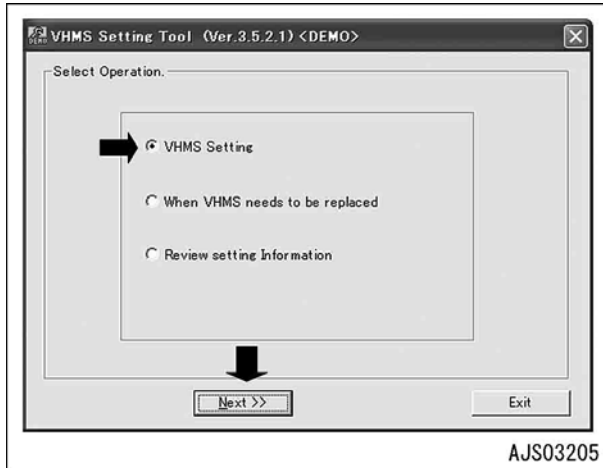 DEMO
VHMS Setting Tool (Ver.3.5.2.1) <DEMO>
Select Operation.
VHMS Setting
When VHMS needs to be replaced
Review setting Information
Next >>
Exit
AJS03205